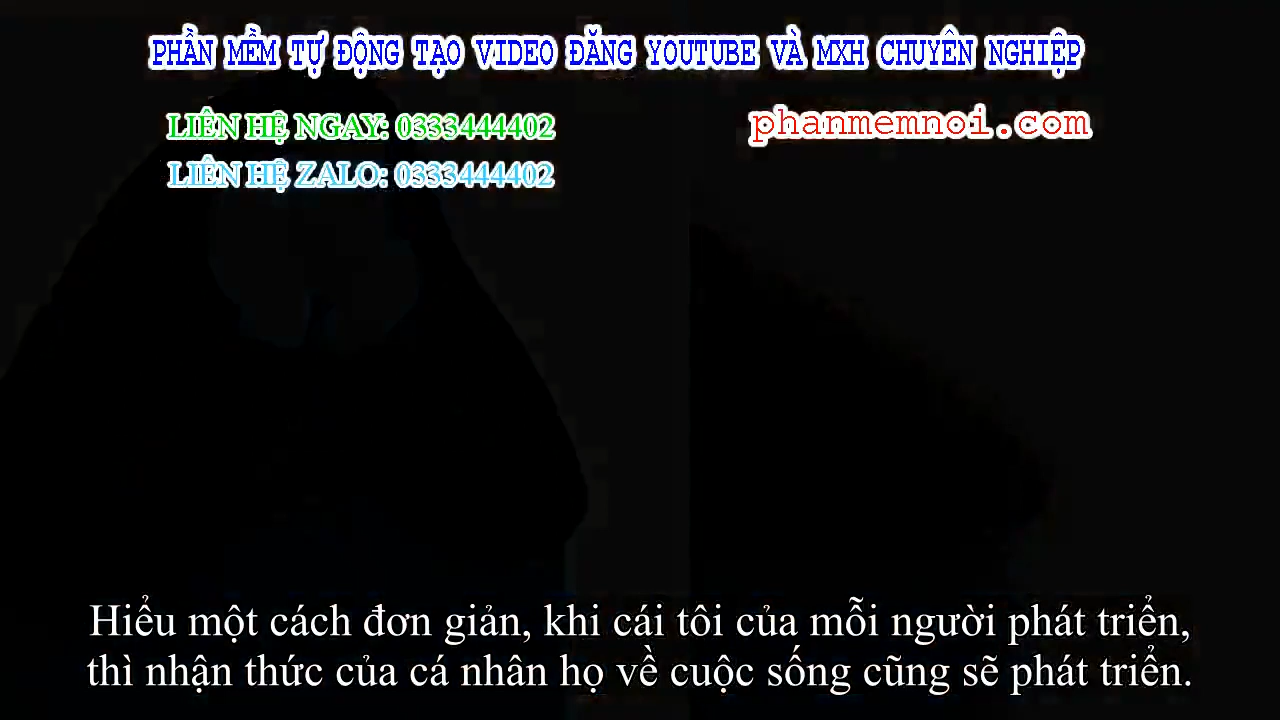 PHẦN MỀM TỰ ĐỘNG TẠO VIDEO ĐĂNG YOUTUBE VÀ MXH CHUYÊN NGHIỆP
LIÊN HỆ NGAY: 0333444402
phanmemnoi.com
LIÊN HỆ ZALO: 0333444402
Hiểu một cách đơn giản, khi cái tôi của mỗi người phát triển,
thì nhận thức của cá nhân họ về cuộc sống cũng sẽ phát triển.